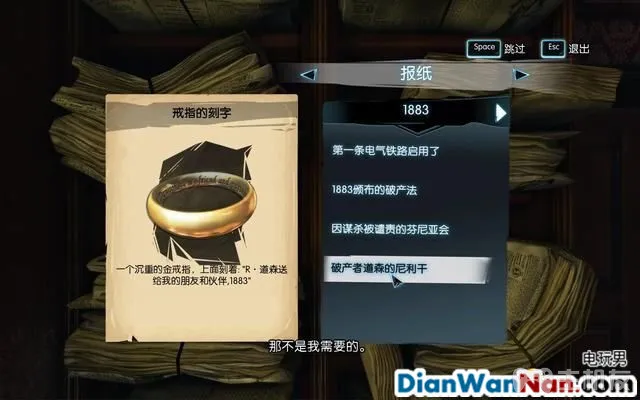 Space 跳过 Esc 退出
报纸
戒指的刻字
1883
第一条电气铁路启用了
1883颁布的破产法
因谋杀被谴责的芬尼亚会
破产者道森的尼利干
一个沉重的金戒指，上面刻着: "R·道森送
给我的朋友和伙伴,1883"
那不是我需要的。
电玩男
DianWanNan.com